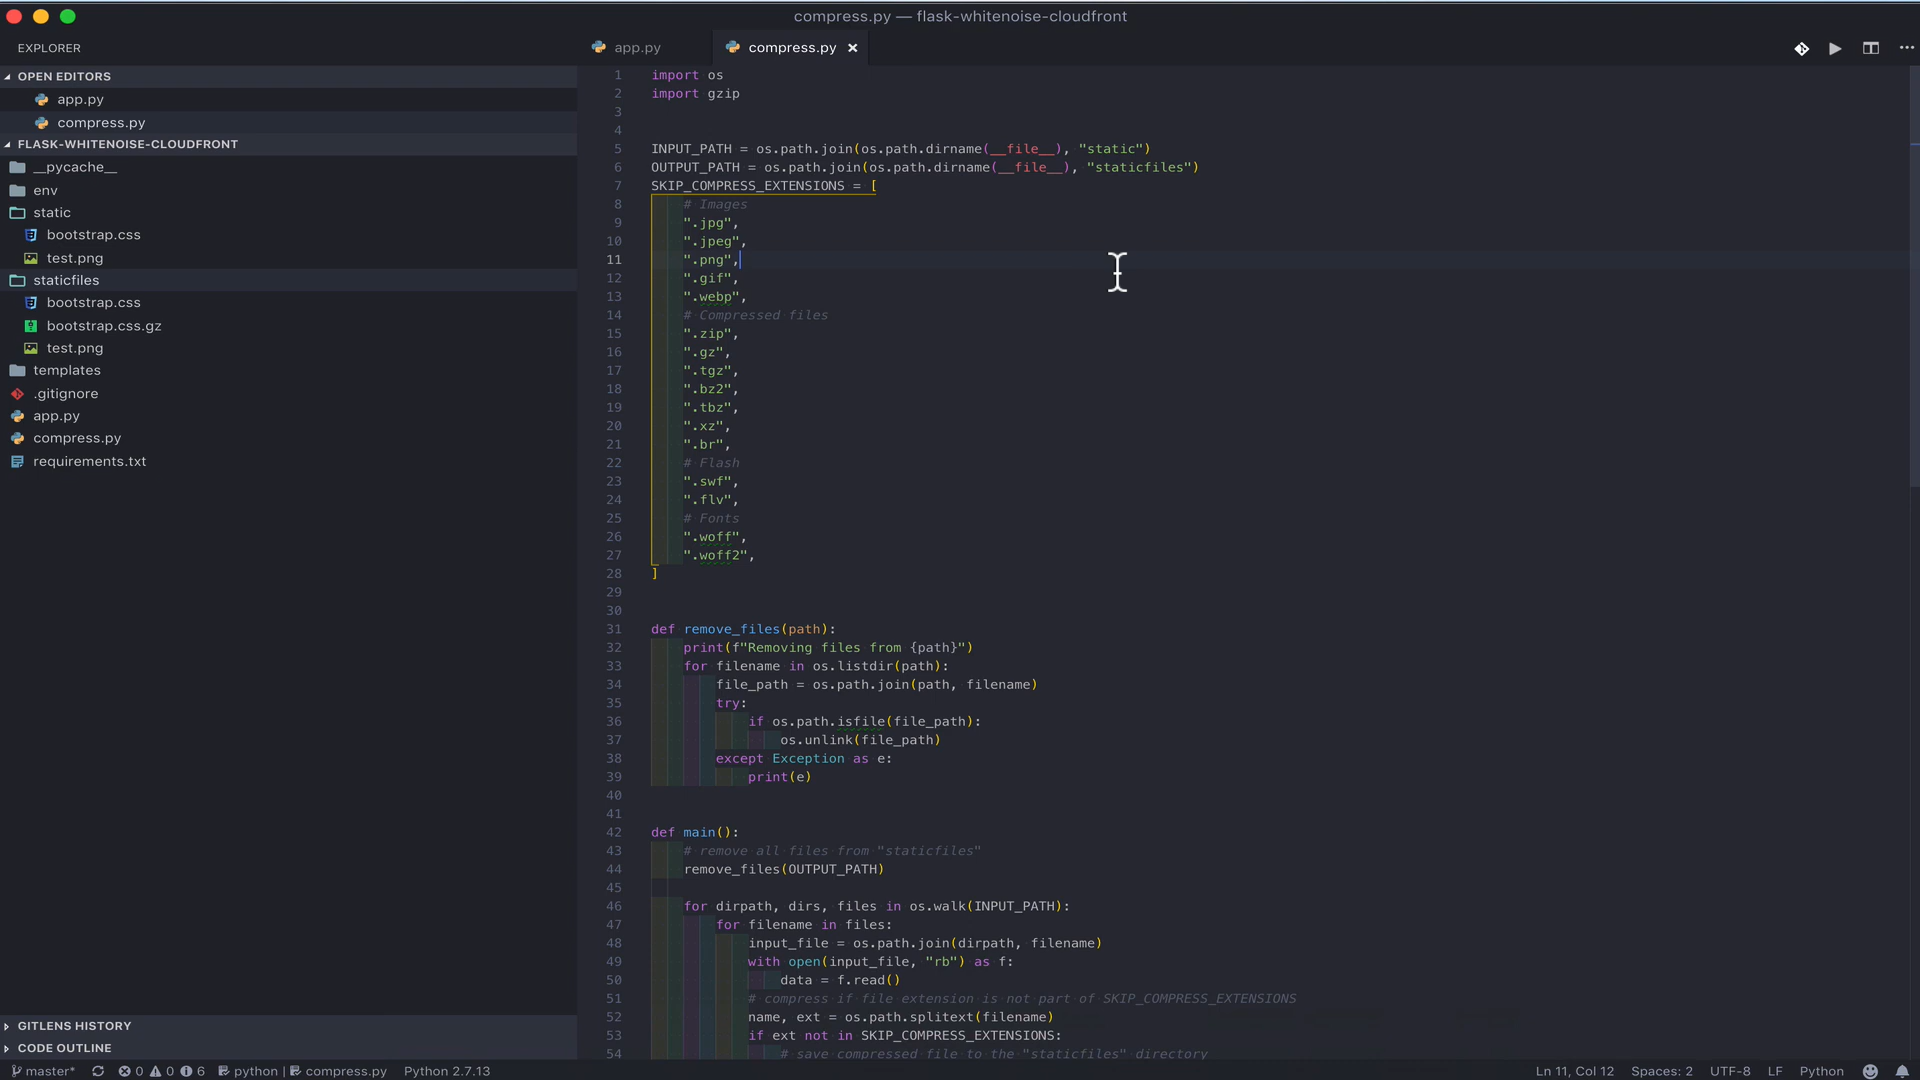 compress.py — flask-whitenoise-cloudfront
EXPLORER
OPEN EDITORS
app.py
compress.py
FLASK-WHITENOISE-CLOUDFRONT
__pycache__
env
static
bootstrap.css
test.png
staticfiles
bootstrap.css
bootstrap.css.gz
test.png
templates
.gitignore
app.py
compress.py
requirements.txt
GITLENS HISTORY
CODE OUTLINE
app.py compress.py
1 import os
2 import gzip
3
4
5 INPUT_PATH = os.path.join(os.path.dirname(__file__), "static")
6 OUTPUT_PATH = os.path.join(os.path.dirname(__file__), "staticfiles")
7 SKIP_COMPRESS_EXTENSIONS = [
8 # Images
9 ".jpg",
10 ".jpeg",
11 ".png",
12 ".gif",
13 ".webp",
14 # Compressed files
15 ".zip",
16 ".gz",
17 ".tgz",
18 ".bz2",
19 ".tbz",
20 ".xz",
21 ".br",
22 # Flash
23 ".swf",
24 ".flv",
25 # Fonts
26 ".woff",
27 ".woff2",
28 ]
29
30
31 def remove_files(path):
32 print(f"Removing files from {path}")
33 for filename in os.listdir(path):
34 file_path = os.path.join(path, filename)
35 try:
36 if os.path.isfile(file_path):
37 os.unlink(file_path)
38 except Exception as e:
39 print(e)
40
41
42 def main():
43 # remove all files from "staticfiles"
44 remove_files(OUTPUT_PATH)
45
46 for dirpath, dirs, files in os.walk(INPUT_PATH):
47 for filename in files:
48 input_file = os.path.join(dirpath, filename)
49 with open(input_file, "rb") as f:
50 data = f.read()
51 # compress if file extension is not part of SKIP_COMPRESS_EXTENSIONS
52 name, ext = os.path.splitext(filename)
53 if ext not in SKIP_COMPRESS_EXTENSIONS:
54 # save compressed file to the "staticfiles" directory
master* 0 0 6 python | compress.py Python 2.7.13 Ln 11, Col 12 Spaces: 2 UTF-8 LF Python